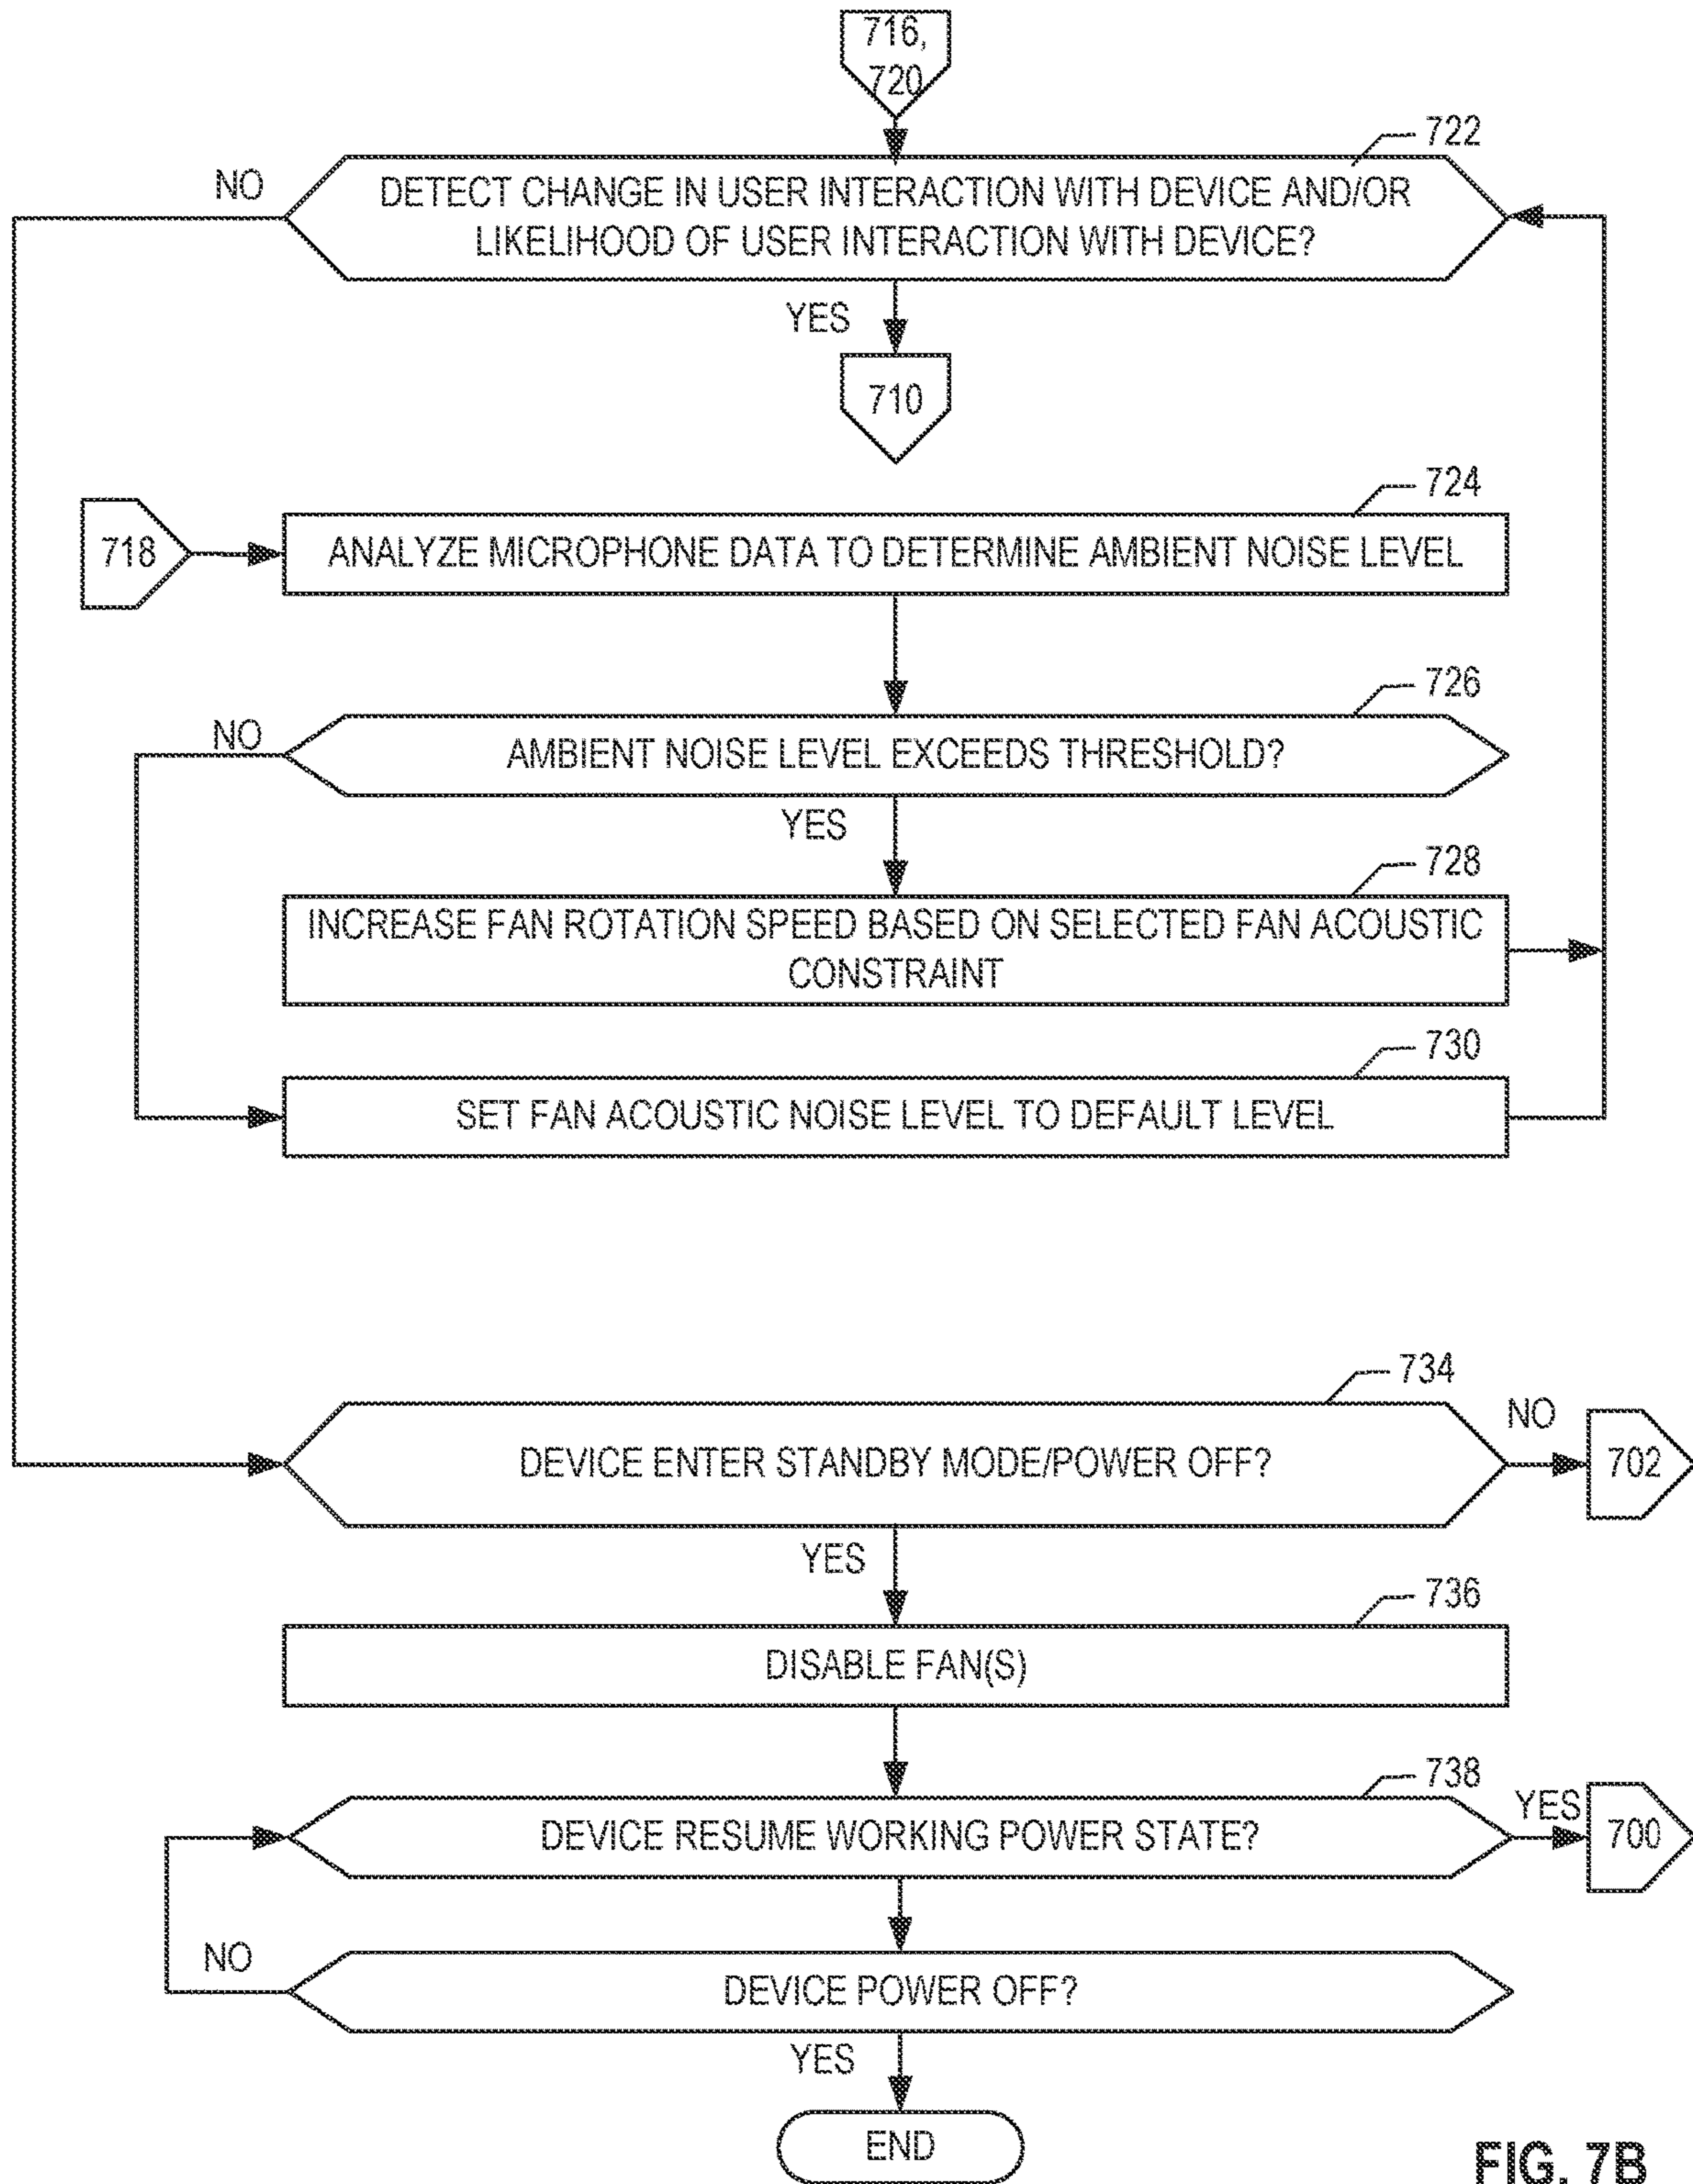 716,
720
722
NO
DETECT CHANGE IN USER INTERACTION WITH DEVICE AND/OR
LIKELIHOOD OF USER INTERACTION WITH DEVICE?
YES
710
724
718
ANALYZE MICROPHONE DATA TO DETERMINE AMBIENT NOISE LEVEL
726
NO
AMBIENT NOISE LEVEL EXCEEDS THRESHOLD?
YES
728
INCREASE FAN ROTATION SPEED BASED ON SELECTED FAN ACOUSTIC
CONSTRAINT
730
SET FAN ACOUSTIC NOISE LEVEL TO DEFAULT LEVEL
734
NO
DEVICE ENTER STANDBY MODE/POWER OFF?
702
YES
736
DISABLE FAN(S)
738
YES
DEVICE RESUME WORKING POWER STATE?
700
NO
DEVICE POWER OFF?
YES
END
FIG. 7B